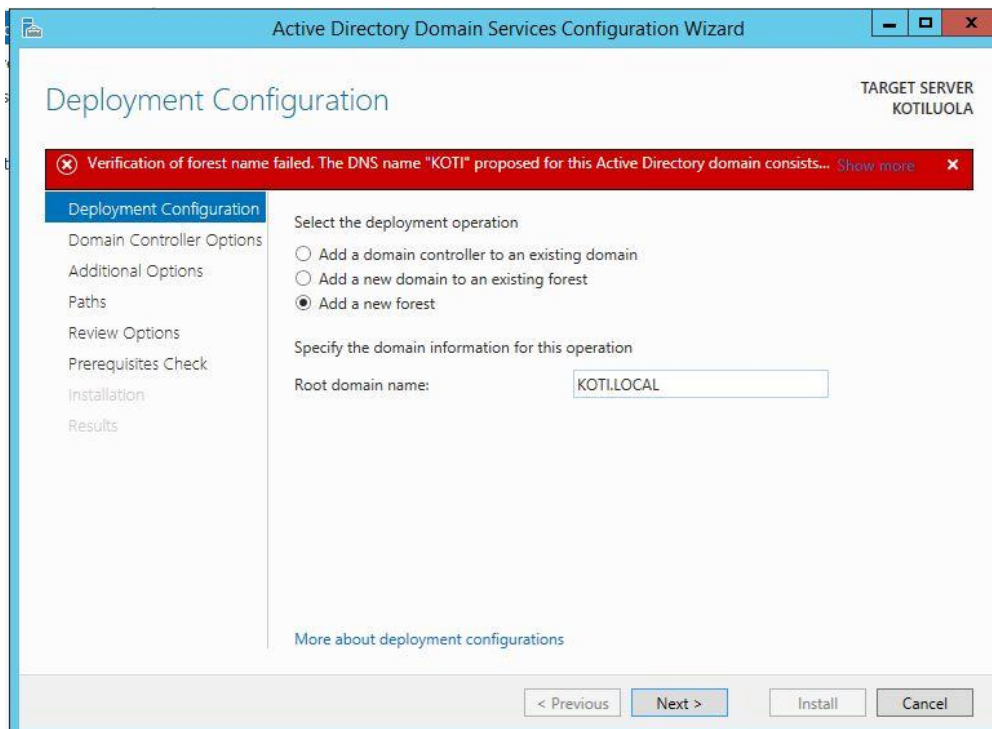 Active Directory Domain Services Configuration Wizard
Deployment Configuration
TARGET SERVER
KOTILUOLA
Verification of forest name failed. The DNS name "KOTI" proposed for this Active Directory domain consists... Show more
Deployment Configuration
Domain Controller Options
Additional Options
Paths
Review Options
Prerequisites Check
Installation
Results
Select the deployment operation
Add a domain controller to an existing domain
Add a new domain to an existing forest
Add a new forest
Specify the domain information for this operation
Root domain name: KOTI.LOCAL
More about deployment configurations
< Previous Next > Install Cancel